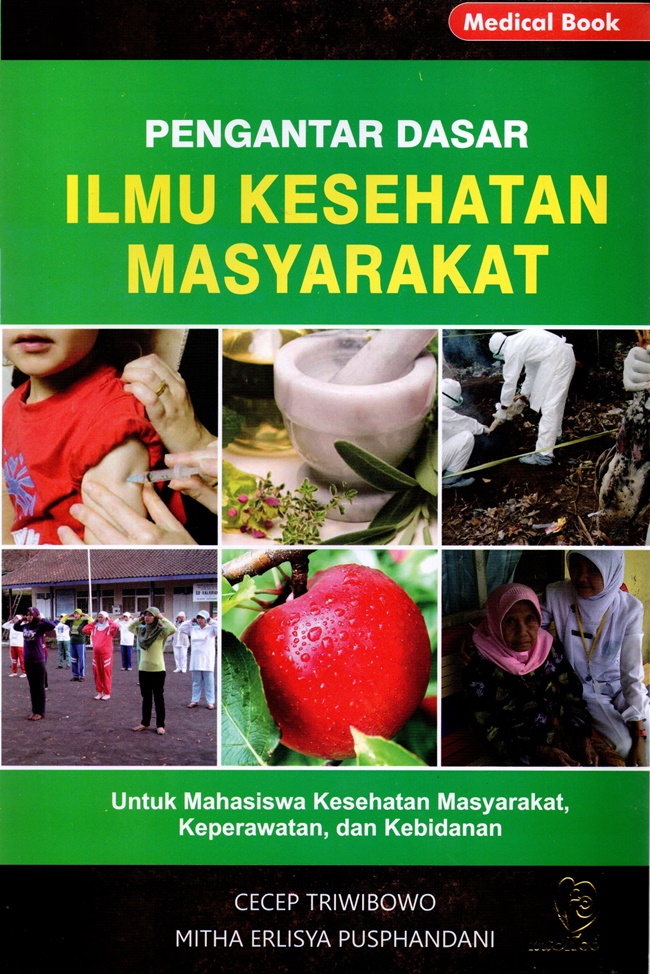 Medical Book
PENGANTAR DASAR
ILMU KESEHATAN
MASYARAKAT
Untuk Mahasiswa Kesehatan Masyarakat,
Keperawatan, dan Kebidanan
CECEP TRIWIBOWO
MITHA ERLISYA PUSPHANDANI